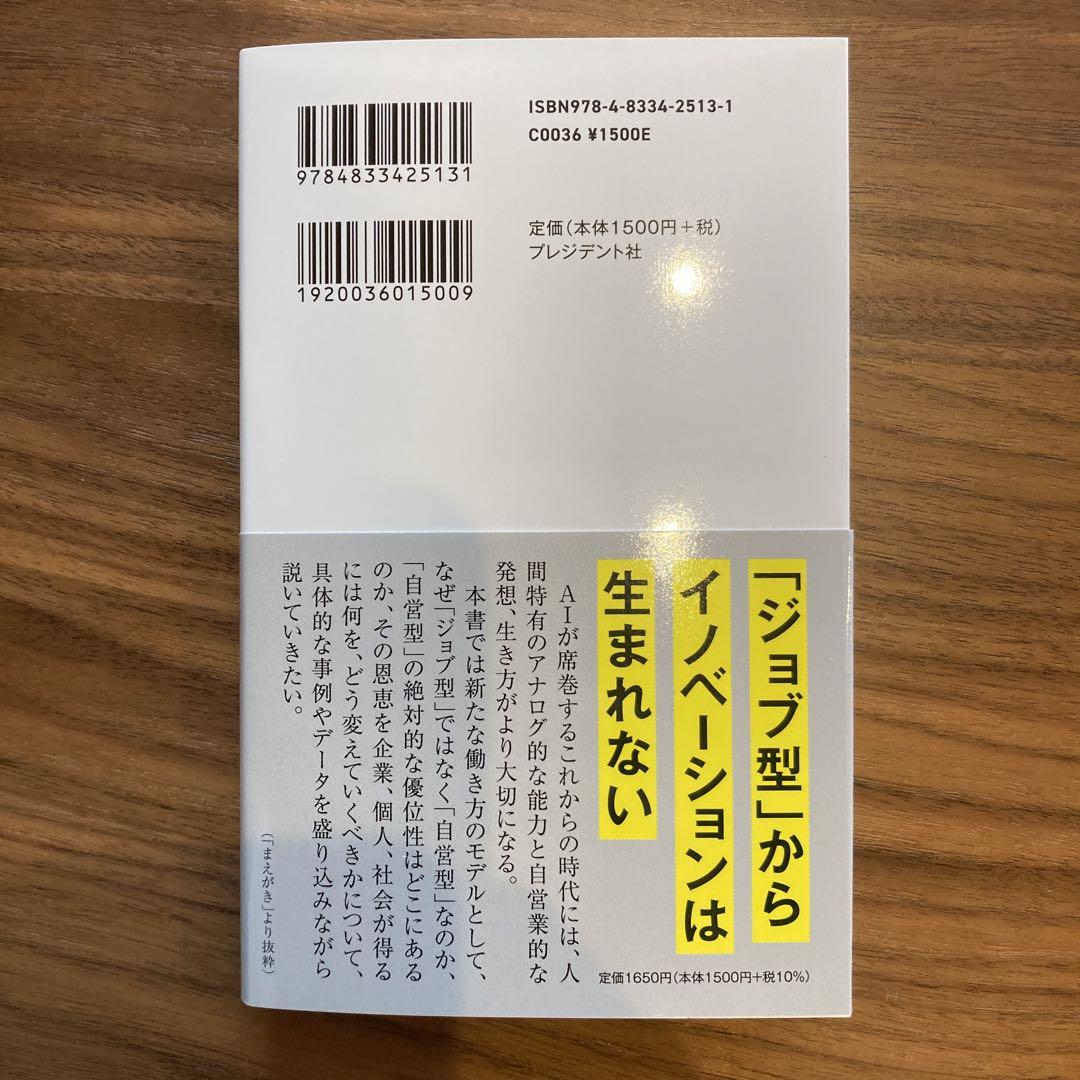 ISBN978-4-8334-2513-1
C0036 ¥1500E
9784833425131
定価(本体1500円+税)
プレジデント社
1920036015009
「ジョブ型」から
イノベーションは
生まれない
AIが席巻するこれからの時代には、人
間特有のアナログ的な能力と自営業的な
発想、生き方がより大切になる。
本書では新たな働き方のモデルとして、
なぜ「ジョブ型」ではなく「自営型」なのか、
「自営型」の絶対的な優位性はどこにある
のか、その恩恵を企業、個人、社会が得る
には何を、どう変えていくべきかについて、
具体的な事例やデータを盛り込みながら
説いていきたい。
(「まえがき」より抜粋)
定価1650円(本体1500円+税10%)